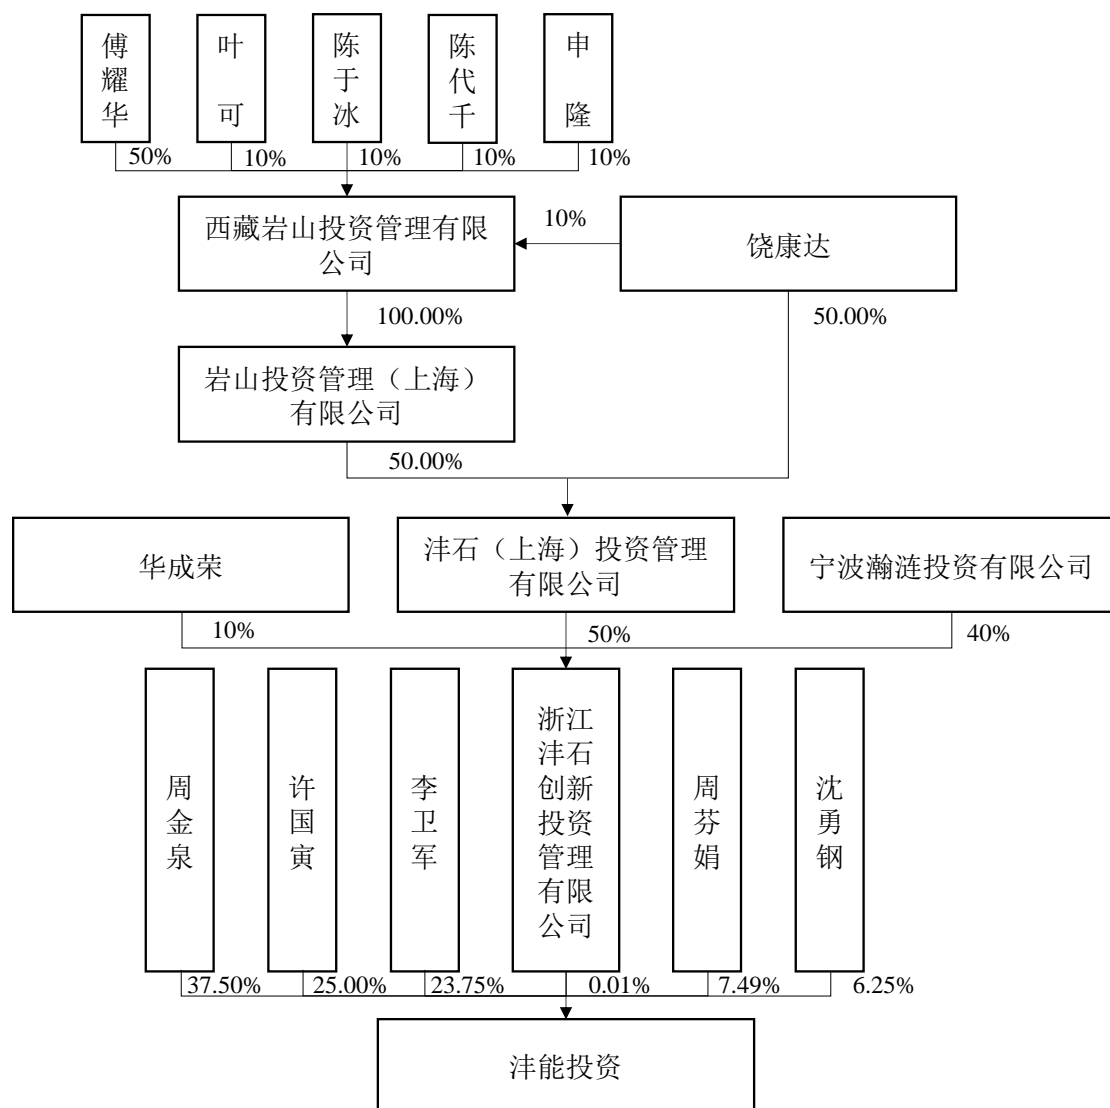 傅耀华
叶可
陈于冰
陈代千
申隆
50%
10%
10%
10%
10%
西藏岩山投资管理有限
公司
10%
饶康达
100.00%
50.00%
岩山投资管理（上海）
有限公司
50.00%
华成荣
沣石（上海）投资管理
有限公司
宁波瀚涟投资有限公司
10%
50%
40%
周金泉
许国寅
李卫军
浙江
沣石
创新
投资
管理
有限
公司
周芬娟
沈勇钢
37.50%
25.00%
23.75%
0.01%
7.49%
6.25%
沣能投资